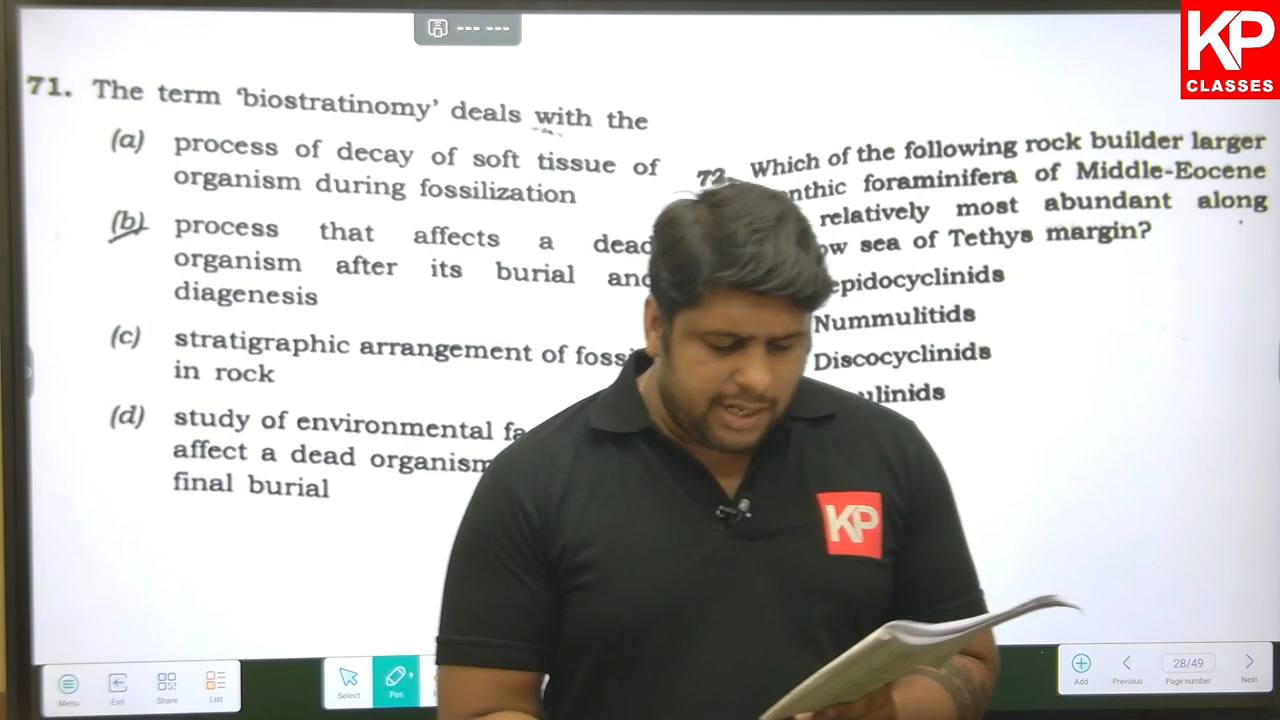 KP
CLASSES
71. The term 'biostratinomy' deals with the
(a) process of decay of soft tissue of
organism during fossilization
(b) process that affects a dead
organism after its burial and
diagenesis
(c) stratigraphic arrangement of
in rock
(d) study of environmental
affect a dead organism
final burial
72. Which of the following rock builder larger
foraminifera of Middle-Eocene
relatively most abundant along
sea of Tethys margin?
Nummulitids
Discocyclinids
KP
Menu
Exit
Share
List
Select
Pen
Add
Previous
28/49
Page number
Next